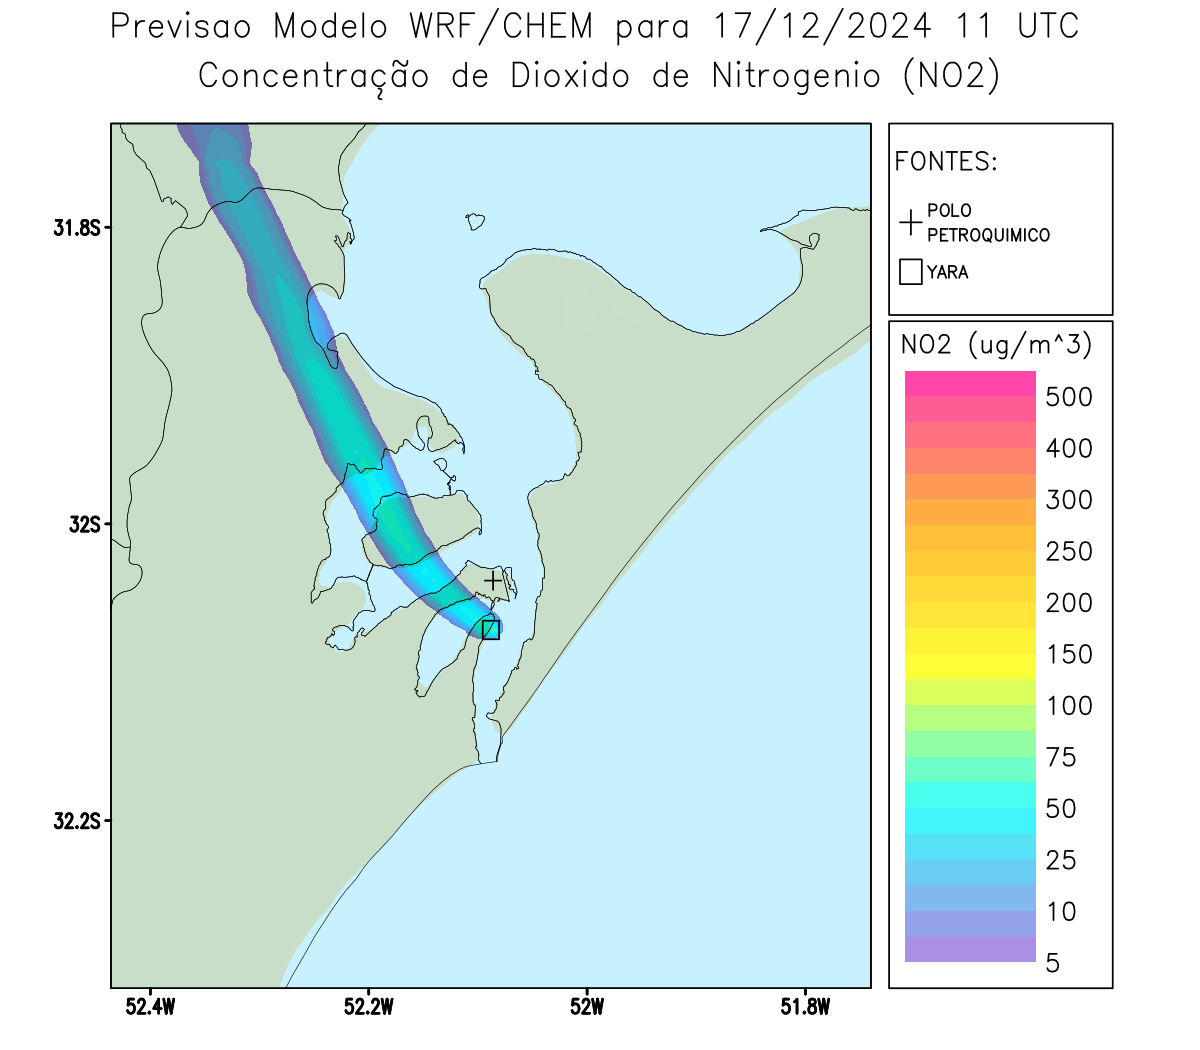 Previsao Modelo WRF/CHEM para 17/12/2024 11 UTC
Concentração de Dioxido de Nitrogenio (NO2)
FONTES:
POLO
PETROQUIMICO
YARA
NO2 (ug/m^3)
500
400
300
250
200
150
100
75
50
25
10
5
31.8S
32S
32.2S
52.4W
52.2W
52W
51.8W